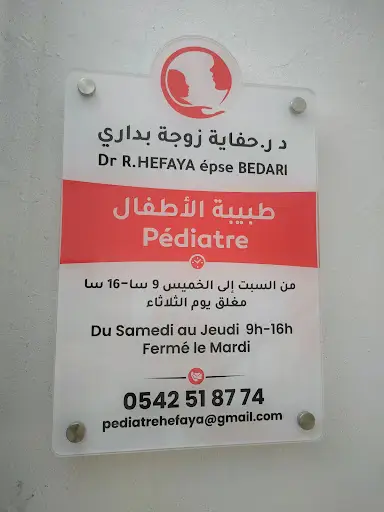 د ر.حفاية زوجة بداري
Dr R.HEFAYA épse BEDARI
طبيبة الأطفال
Pédiatre
من السبت إلى الخميس 9 سا-16 سا
مغلق يوم الثلاثاء
Du Samedi au Jeudi 9h-16h
Fermé le Mardi
0542 51 87 74
pediatrehefaya@gmail.com